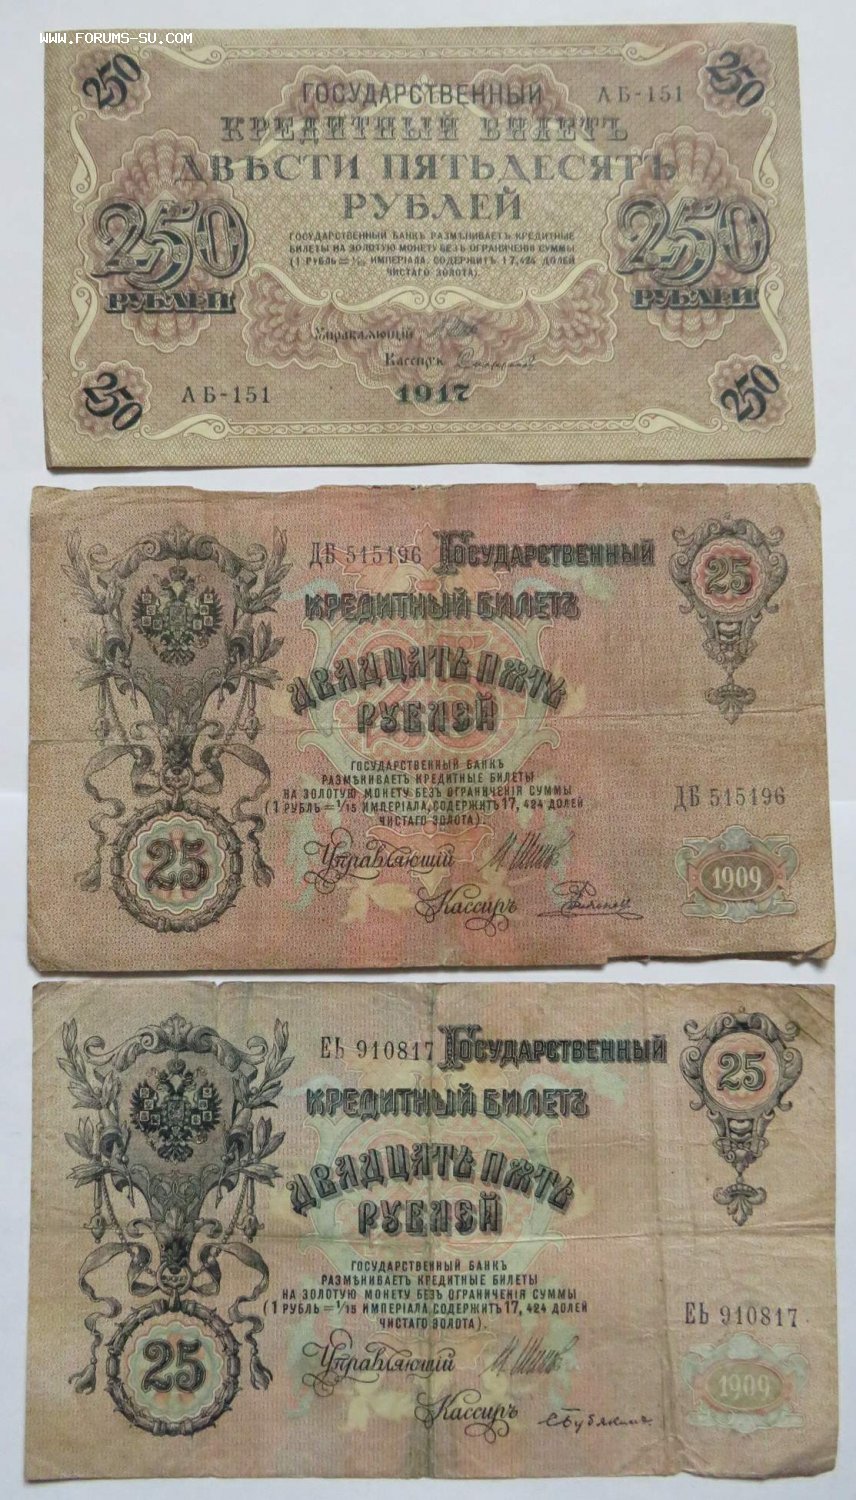 www.forums-su.com
250
250
ГОСУДАРСТВЕННЫЙ
АБ-151
КРЕДИТНЫЙ БИЛЕТЪ
ДВѢСТИ ПЯТЬДЕСЯТЪ
РУБЛЕЙ
250
РУБЛЕЙ
250
РУБЛЕЙ
ГОСУДАРСТВЕННЫЙ БАНКЪ РАЗМѢНИВАЕТЪ КРЕДИТНЫЕ
БИЛЕТЫ НА ЗОЛОТУЮ МОНЕТУ БЕЗЪ ОГРАНИЧЕНІЯ СУММЫ
(1 РУБЛЬ = 1/15 ИМПЕРІАЛА, СОДЕРЖИТЪ 17,424 ДОЛЕЙ
ЧИСТАГО ЗОЛОТА).
Управляющій
Кассиръ
АБ-151
1917
250
250
ДБ 515196
ГОСУДАРСТВЕННЫЙ
25
КРЕДИТНЫЙ БИЛЕТЪ
25
ДВАДЦАТЬ ПЯТЬ
РУБЛЕЙ
ГОСУДАРСТВЕННЫЙ БАНКЪ
РАЗМѢНИВАЕТЪ КРЕДИТНЫЕ БИЛЕТЫ
НА ЗОЛОТУЮ МОНЕТУ БЕЗЪ ОГРАНИЧЕНІЯ СУММЫ
(1 РУБЛЬ = 1/15 ИМПЕРІАЛА, СОДЕРЖИТЪ 17,424 ДОЛЕЙ
ЧИСТАГО ЗОЛОТА).
ДБ 515196
25
Управляющій
1909
Кассиръ
ЕЬ 910817
ГОСУДАРСТВЕННЫЙ
25
КРЕДИТНЫЙ БИЛЕТЪ
ДВАДЦАТЬ ПЯТЬ
РУБЛЕЙ
ГОСУДАРСТВЕННЫЙ БАНКЪ
РАЗМѢНИВАЕТЪ КРЕДИТНЫЕ БИЛЕТЫ
НА ЗОЛОТУЮ МОНЕТУ БЕЗЪ ОГРАНИЧЕНІЯ СУММЫ
(1 РУБЛЬ = 1/15 ИМПЕРІАЛА, СОДЕРЖИТЪ 17,424 ДОЛЕЙ
ЧИСТАГО ЗОЛОТА).
ЕЬ 910817
25
Управляющій
1909
Кассиръ